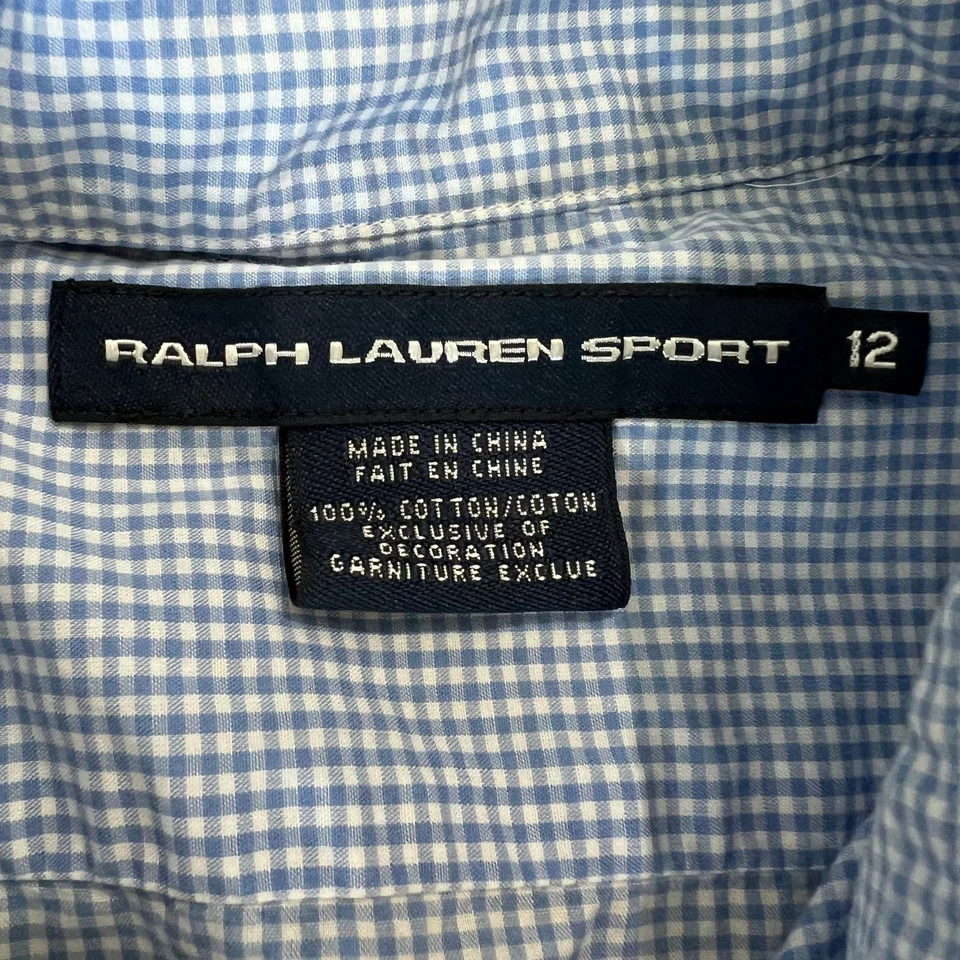 RALPH LAUREN SPORT
12
MADE IN CHINA
FAIT EN CHINE
100% COTTON/COTON
EXCLUSIVE OF
DECORATION
GARNITURE EXCLUE